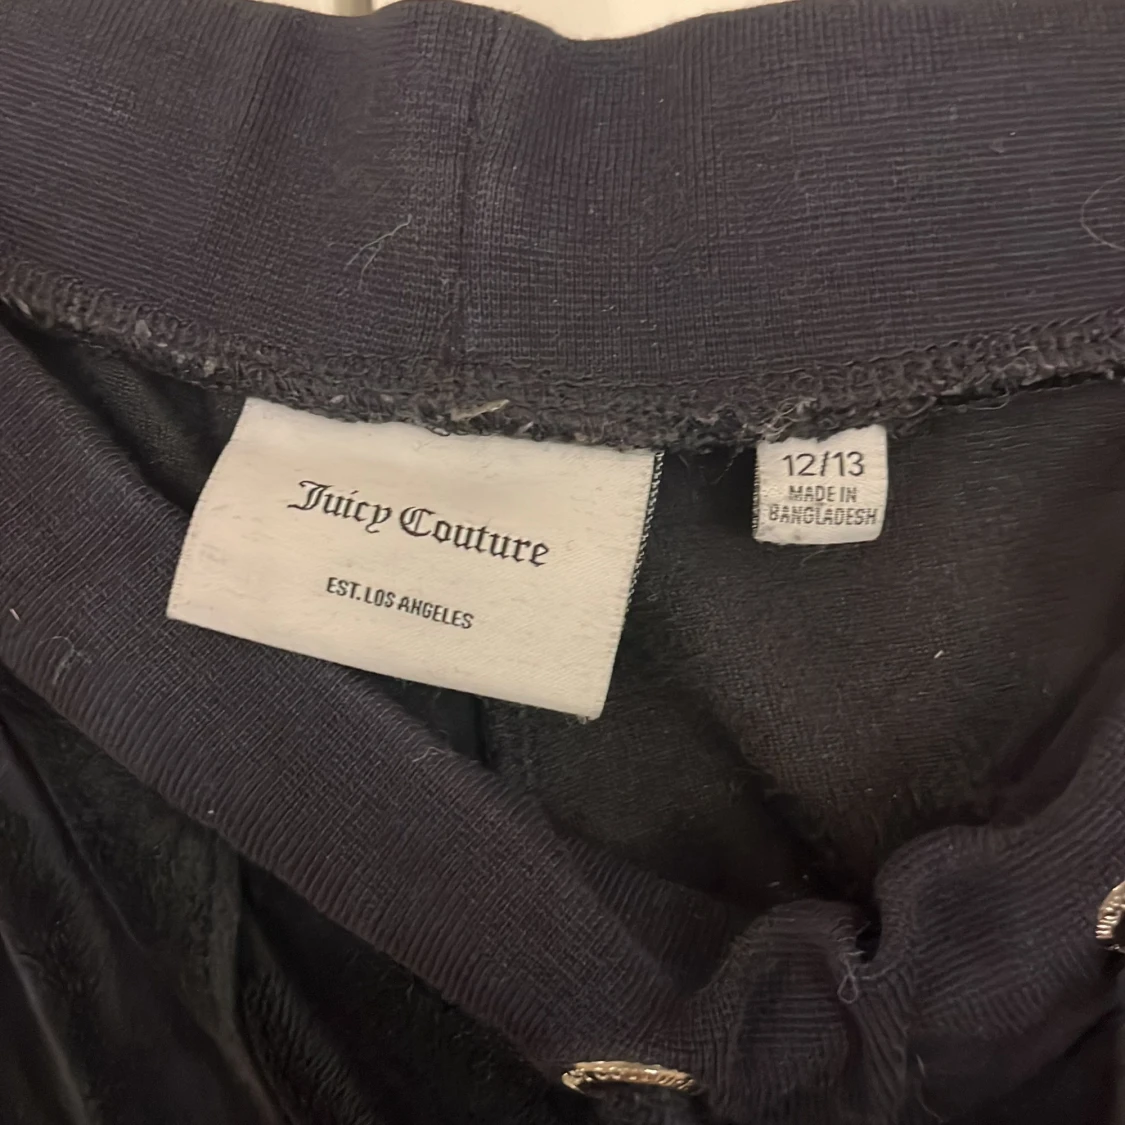 Juicy Couture
EST. LOS ANGELES
12/13
MADE IN
BANGLADESH